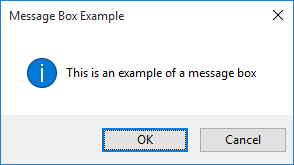 Message Box Example
This is an example of a message box
OK
Cancel